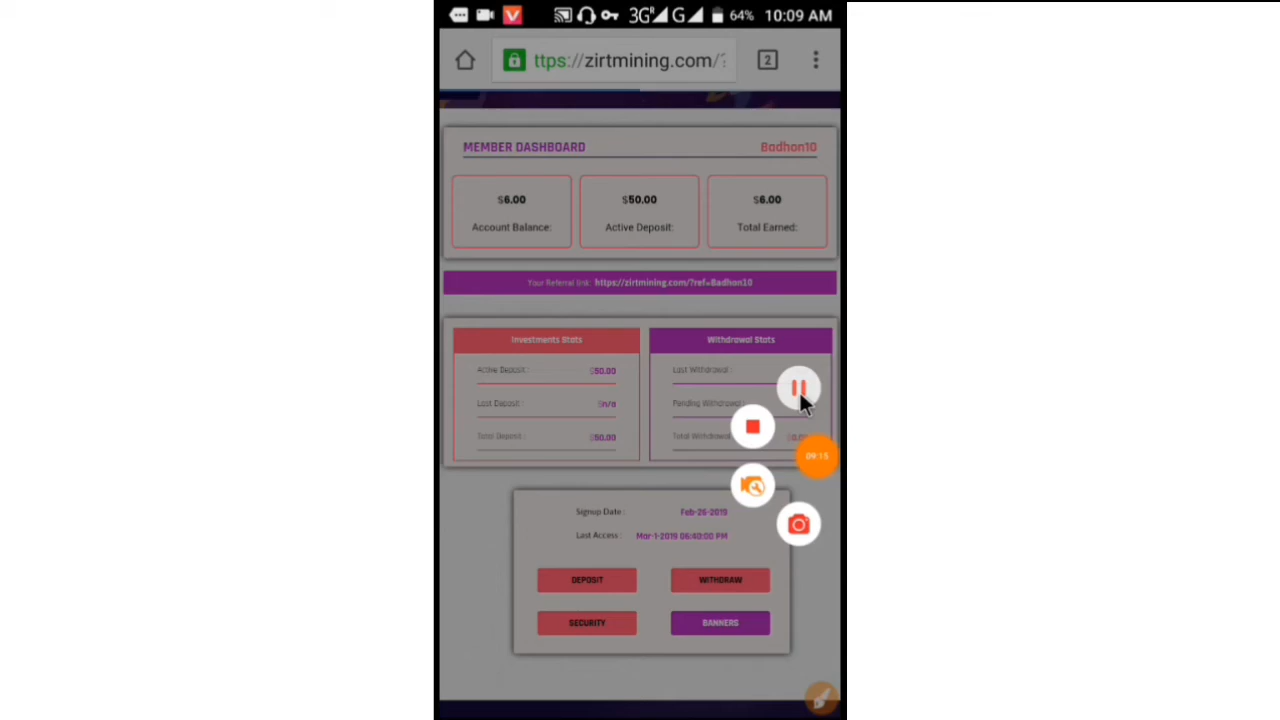 3G R G 64% 10:09 AM
ttps://zirtmining.com/? 2
MEMBER DASHBOARD Badhon10
$6.00 $50.00 $6.00
Account Balance: Active Deposit: Total Earned:
Your Referral link: https://zirtmining.com/?ref=Badhon10
Investments Stats Withdrawal Stats
Active Deposit : $50.00 Last Withdrawal :
Last Deposit : $n/a Pending Withdrawal :
Total Deposit : $50.00 Total Withdrawal
09:15
Signup Date : Feb-26-2019
Last Access : Mar-1-2019 06:40:00 PM
DEPOSIT WITHDRAW
SECURITY BANNERS